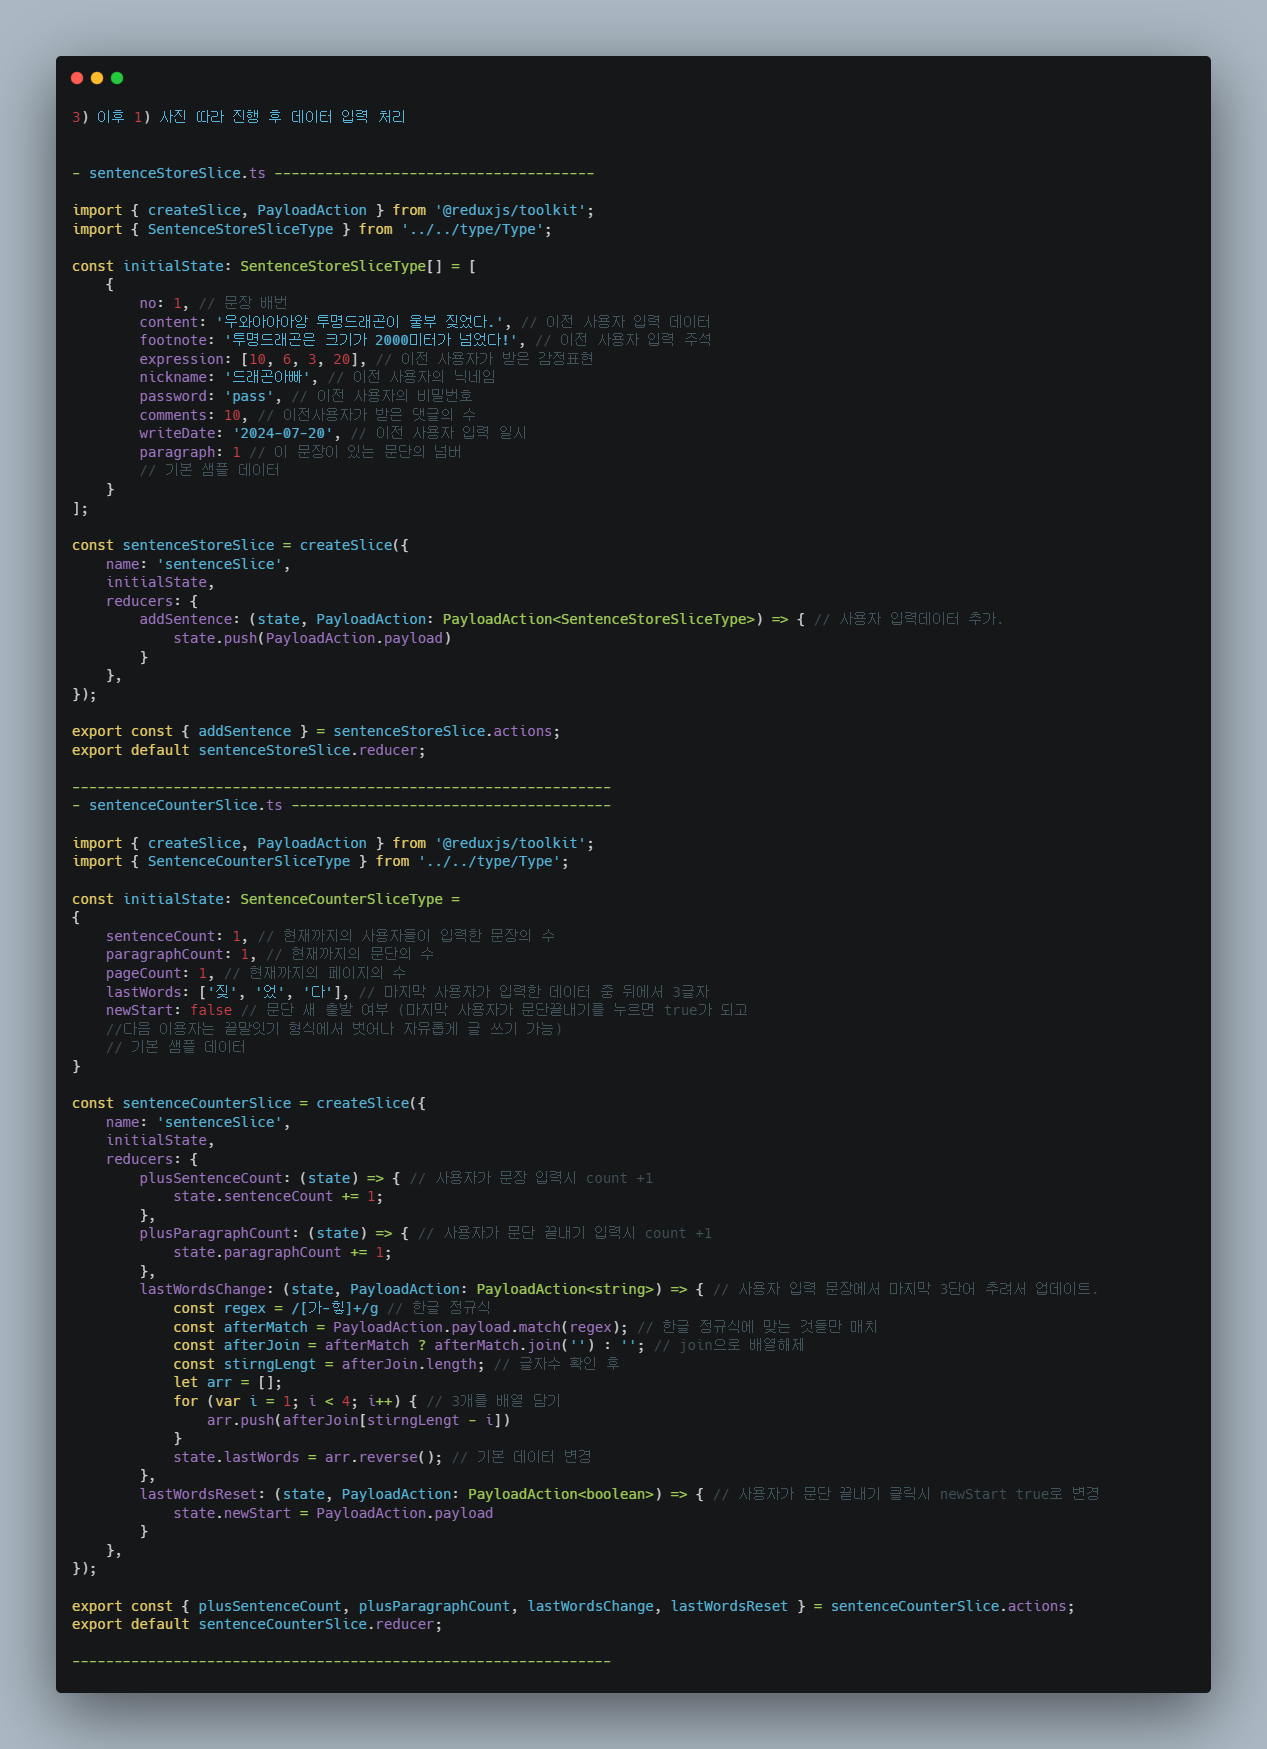 3) 이후 1) 사진 따라 진행 후 데이터 입력 처리
- sentenceStoreSlice.ts --------------------------------------
import { createSlice, PayloadAction } from '@reduxjs/toolkit';
import { SentenceStoreSliceType } from '../../type/Type';
const initialState: SentenceStoreSliceType[] = [
    {
        no: 1, // 문장 배번
        content: '우와아아아앙 투명드래곤이 울부 짖었다.', // 이전 사용자 입력 데이터
        footnote: '투명드래곤은 크기가 2000미터가 넘었다!', // 이전 사용자 입력 주석
        expression: [10, 6, 3, 20], // 이전 사용자가 받은 감정표현
        nickname: '드래곤아빠', // 이전 사용자의 닉네임
        password: 'pass', // 이전 사용자의 비밀번호
        comments: 10, // 이전사용자가 받은 댓글의 수
        writeDate: '2024-07-20', // 이전 사용자 입력 일시
        paragraph: 1 // 이 문장이 있는 문단의 넘버
        // 기본 샘플 데이터
    }
];
const sentenceStoreSlice = createSlice({
    name: 'sentenceSlice',
    initialState,
    reducers: {
        addSentence: (state, PayloadAction: PayloadAction<SentenceStoreSliceType>) => { // 사용자 입력데이터 추가.
            state.push(PayloadAction.payload)
        }
    },
});
export const { addSentence } = sentenceStoreSlice.actions;
export default sentenceStoreSlice.reducer;
----------------------------------------------------------------
- sentenceCounterSlice.ts --------------------------------------
import { createSlice, PayloadAction } from '@reduxjs/toolkit';
import { SentenceCounterSliceType } from '../../type/Type';
const initialState: SentenceCounterSliceType =
{
    sentenceCount: 1, // 현재까지의 사용자들이 입력한 문장의 수
    paragraphCount: 1, // 현재까지의 문단의 수
    pageCount: 1, // 현재까지의 페이지의 수
    lastWords: ['짖', '었', '다'], // 마지막 사용자가 입력한 데이터 중 뒤에서 3글자
    newStart: false // 문단 새 출발 여부 (마지막 사용자가 문단끝내기를 누르면 true가 되고
    //다음 이용자는 끝말잇기 형식에서 벗어나 자유롭게 글 쓰기 가능)
    // 기본 샘플 데이터
}
const sentenceCounterSlice = createSlice({
    name: 'sentenceSlice',
    initialState,
    reducers: {
        plusSentenceCount: (state) => { // 사용자가 문장 입력시 count +1
            state.sentenceCount += 1;
        },
        plusParagraphCount: (state) => { // 사용자가 문단 끝내기 입력시 count +1
            state.paragraphCount += 1;
        },
        lastWordsChange: (state, PayloadAction: PayloadAction<string>) => { // 사용자 입력 문장에서 마지막 3단어 추려서 업데이트.
            const regex = /[가-힣]+/g // 한글 정규식
            const afterMatch = PayloadAction.payload.match(regex); // 한글 정규식에 맞는 것들만 매치
            const afterJoin = afterMatch ? afterMatch.join('') : ''; // join으로 배열해제
            const stirngLengt = afterJoin.length; // 글자수 확인 후
            let arr = [];
            for (var i = 1; i < 4; i++) { // 3개를 배열 담기
                arr.push(afterJoin[stirngLengt - i])
            }
            state.lastWords = arr.reverse(); // 기본 데이터 변경
        },
        lastWordsReset: (state, PayloadAction: PayloadAction<boolean>) => { // 사용자가 문단 끝내기 클릭시 newStart true로 변경
            state.newStart = PayloadAction.payload
        }
    },
});
export const { plusSentenceCount, plusParagraphCount, lastWordsChange, lastWordsReset } = sentenceCounterSlice.actions;
export default sentenceCounterSlice.reducer;
----------------------------------------------------------------